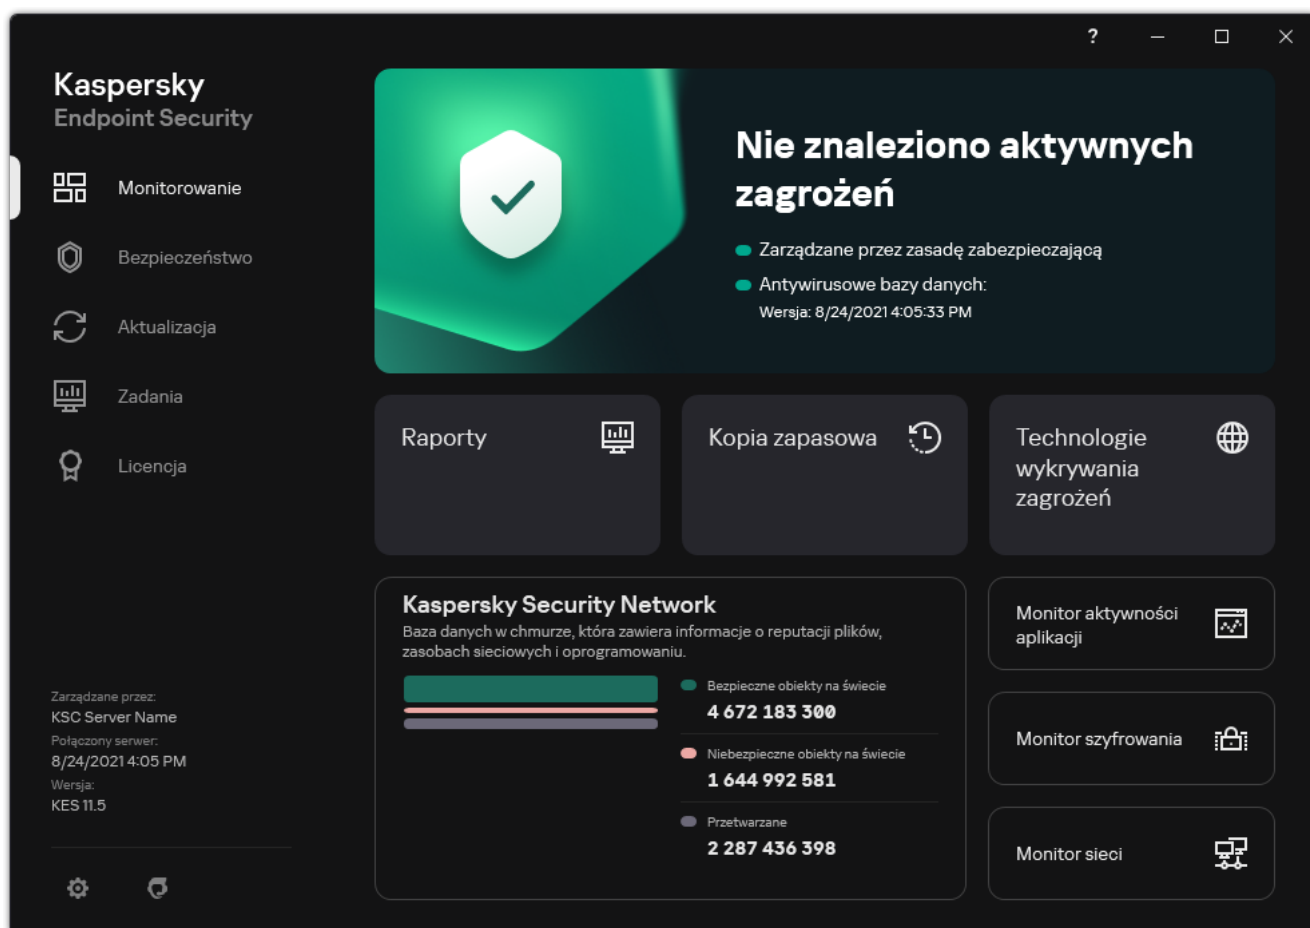 ?
Kaspersky
Endpoint Security
Monitorowanie
Bezpieczeństwo
Aktualizacja
Zadania
Licencja
Zarządzane przez:
KSC Server Name
Połączony serwer:
8/24/2021 4:05 PM
Wersja:
KES 11.5
Nie znaleziono aktywnych
zagrożeń
Zarządzane przez zasadę zabezpieczającą
Antywirusowe bazy danych:
Wersja: 8/24/2021 4:05:33 PM
Raporty
Kopia zapasowa
Technologie
wykrywania
zagrożeń
Kaspersky Security Network
Baza danych w chmurze, która zawiera informacje o reputacji plików,
zasobach sieciowych i oprogramowaniu.
Bezpieczne obiekty na świecie
4 672 183 300
Niebezpieczne obiekty na świecie
1 644 992 581
Przetwarzane
2 287 436 398
Monitor aktywności
aplikacji
Monitor szyfrowania
Monitor sieci